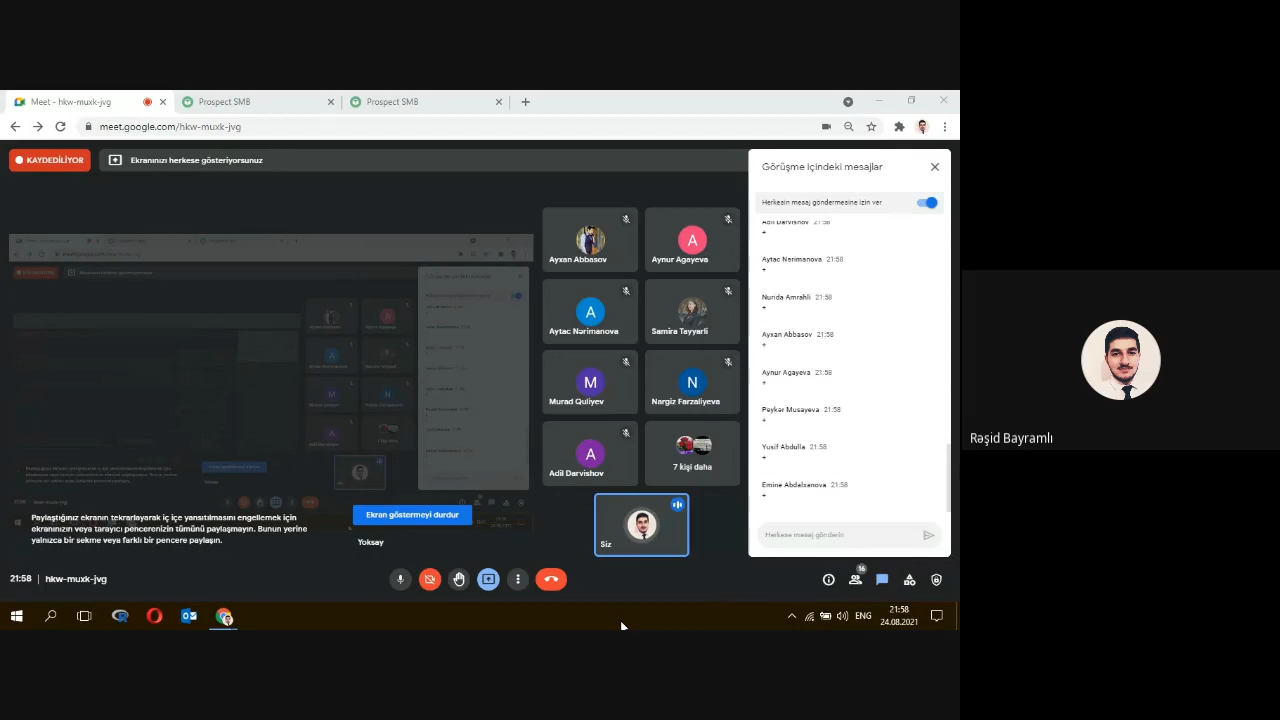 Meet - hkw-muxk-jvg
Prospect SMB
Prospect SMB
meet.google.com/hkw-muxk-jvg
KAYDEDİLİYOR
Ekranınızı herkese gösteriyorsunuz
Görüşme içindeki mesajlar
Herkesin mesaj göndermesine izin ver
Adil Darvishov 21:58
+
Aytac Nərimanova 21:58
+
Nuridə Amrahli 21:58
+
Ayxan Abbasov 21:58
+
Aynur Agayeva 21:58
+
Peykər Musayeva 21:58
+
Yusif Abdulla 21:58
+
Emine Abdalxanova 21:58
+
Herkese mesaj gönderin
Ayxan Abbasov
A
Aynur Agayeva
A
Aytac Nərimanova
Samira Tayyarli
M
Murad Quliyev
N
Nargiz Farzaliyeva
A
Adil Darvishov
7 kişi daha
Siz
Paylaştığınız ekranın tekrarlayarak iç içe yansıtılmasını engellemek için
ekranınızın veya tarayıcı pencerenizin tümünü paylaşmayın. Bunun yerine
yalnızca bir sekme veya farklı bir pencere paylaşın.
Ekran göstermeyi durdur
Yoksay
21:58 | hkw-muxk-jvg
16
ENG
21:58
24.08.2021
Rəşid Bayramlı